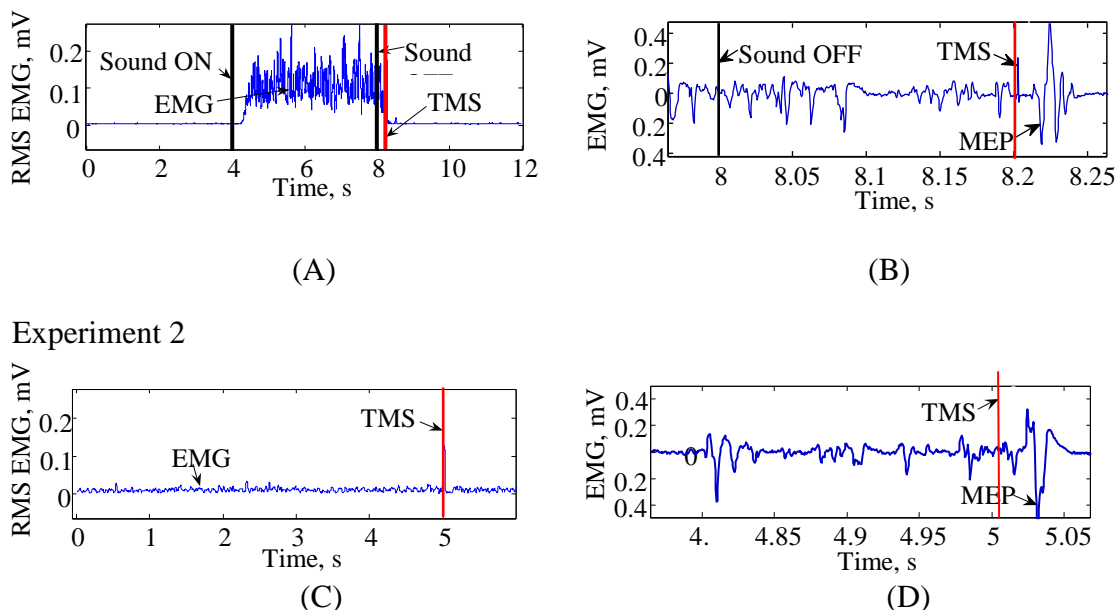 RMS EMG, mV
0.2
0.1
0
Sound ON
EMG
Sound
TMS
0 2 4 6 8 10 12
Time, s
(A)
EMG, mV
0.4
0.2
0
0.2
0.4
Sound OFF
TMS
MEP
8 8.05 8.1 8.15 8.2 8.25
Time, s
(B)
Experiment 2
RMS EMG, mV
0.2
0.1
0
EMG
TMS
0 1 2 3 4 5
Time, s
(C)
EMG, mV
0.4
0.2
0
0.2
0.4
TMS
MEP
4. 4.85 4.9 4.95 5 5.05
Time, s
(D)